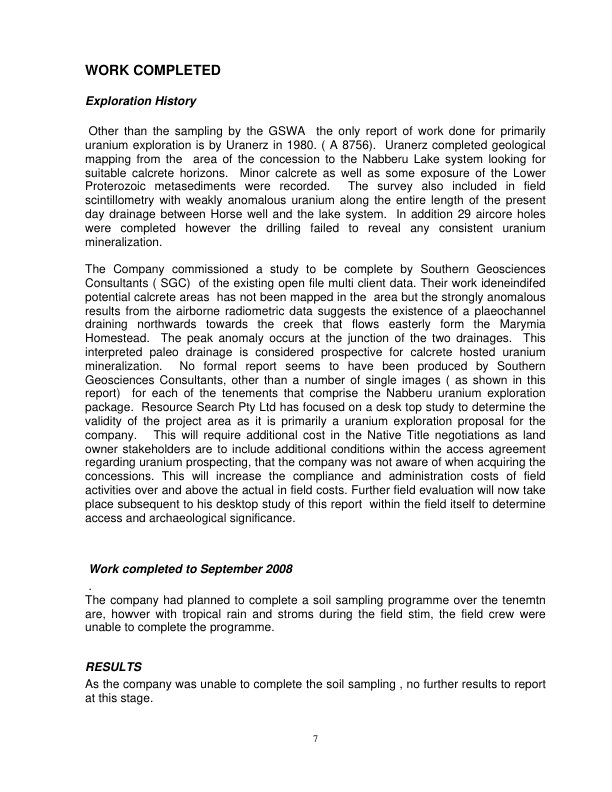 WORK COMPLETED
Exploration History
Other than the sampling by the GSWA the only report of work done for primarily
uranium exploration is by Uranerz in 1980. ( A 8756). Uranerz completed geological
mapping from the area of the concession to the Nabberu Lake system looking for
suitable calcrete horizons. Minor calcrete as well as some exposure of the Lower
Proterozoic metasediments were recorded. The survey also included in field
scintillometry with weakly anomalous uranium along the entire length of the present
day drainage between Horse well and the lake system. In addition 29 aircore holes
were completed however the drilling failed to reveal any consistent uranium
mineralization.
The Company commissioned a study to be complete by Southern Geosciences
Consultants ( SGC) of the existing open file multi client data. Their work ideneindifed
potential calcrete areas has not been mapped in the area but the strongly anomalous
results from the airborne radiometric data suggests the existence of a plaeochannel
draining northwards towards the creek that flows easterly form the Marymia
Homestead. The peak anomaly occurs at the junction of the two drainages. This
interpreted paleo drainage is considered prospective for calcrete hosted uranium
mineralization. No formal report seems to have been produced by Southern
Geosciences Consultants, other than a number of single images ( as shown in this
report) for each of the tenements that comprise the Nabberu uranium exploration
package. Resource Search Pty Ltd has focused on a desk top study to determine the
validity of the project area as it is primarily a uranium exploration proposal for the
company. This will require additional cost in the Native Title negotiations as land
owner stakeholders are to include additional conditions within the access agreement
regarding uranium prospecting, that the company was not aware of when acquiring the
concessions. This will increase the compliance and administration costs of field
activities over and above the actual in field costs. Further field evaluation will now take
place subsequent to his desktop study of this report within the field itself to determine
access and archaeological significance.
Work completed to September 2008
.
The company had planned to complete a soil sampling programme over the tenemtn
are, howver with tropical rain and stroms during the field stim, the field crew were
unable to complete the programme.
RESULTS
As the company was unable to complete the soil sampling , no further results to report
at this stage.
7